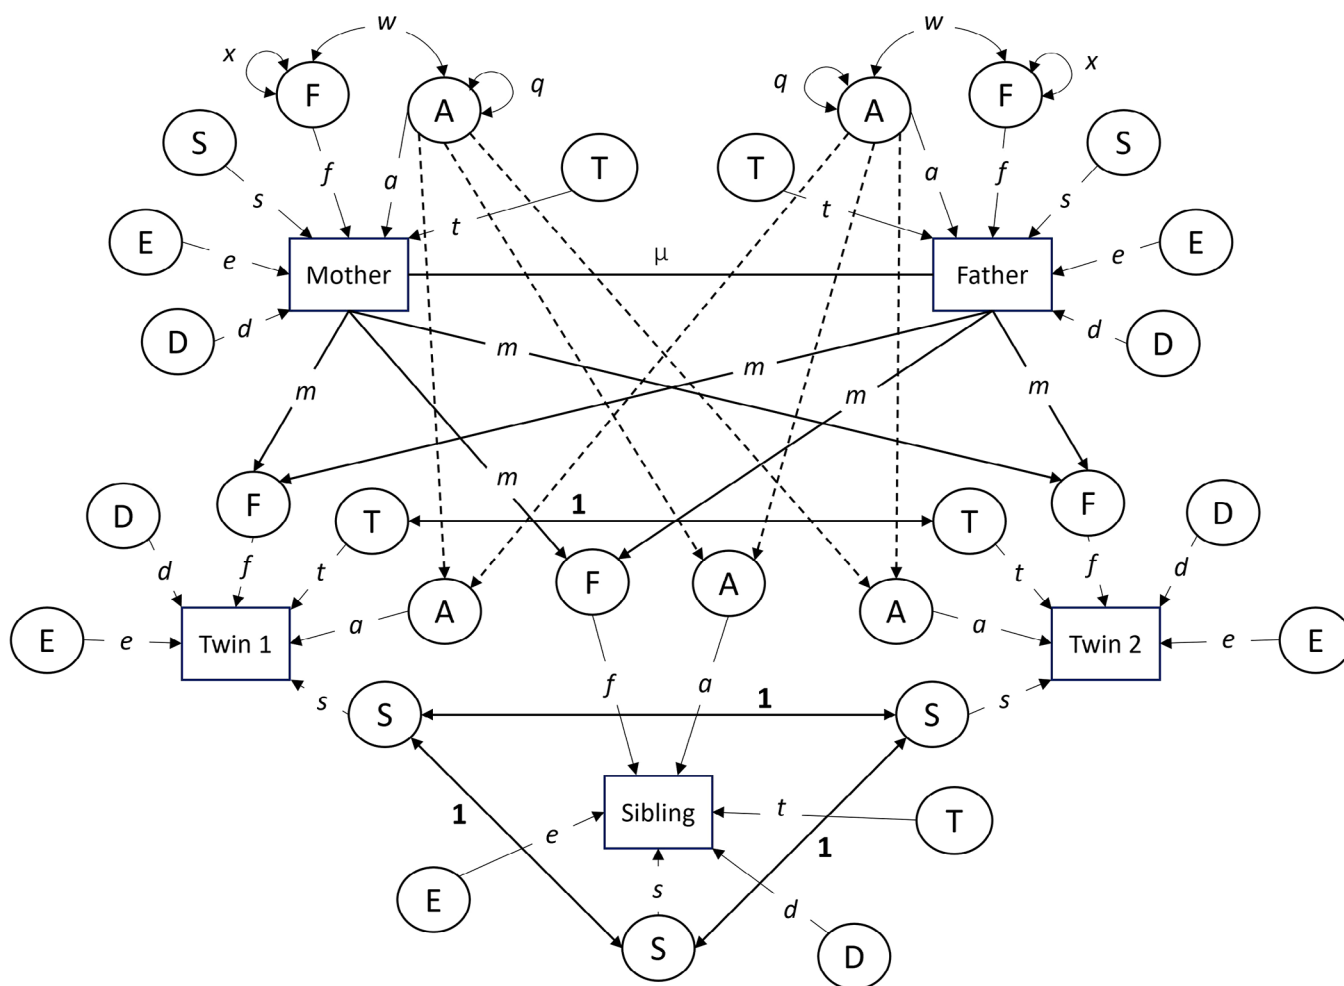 w w
x F A q q A F x
S T T S
f a a f
s t t s
E E
e Mother μ Father e
D d d D
m m
m m m m
F F
D T 1 T D
m
F A
d f t A A t f d
E e Twin 1 a a Twin 2 e E
s S f a 1 S s
1 Sibling t T
e 1
E s D
d
S